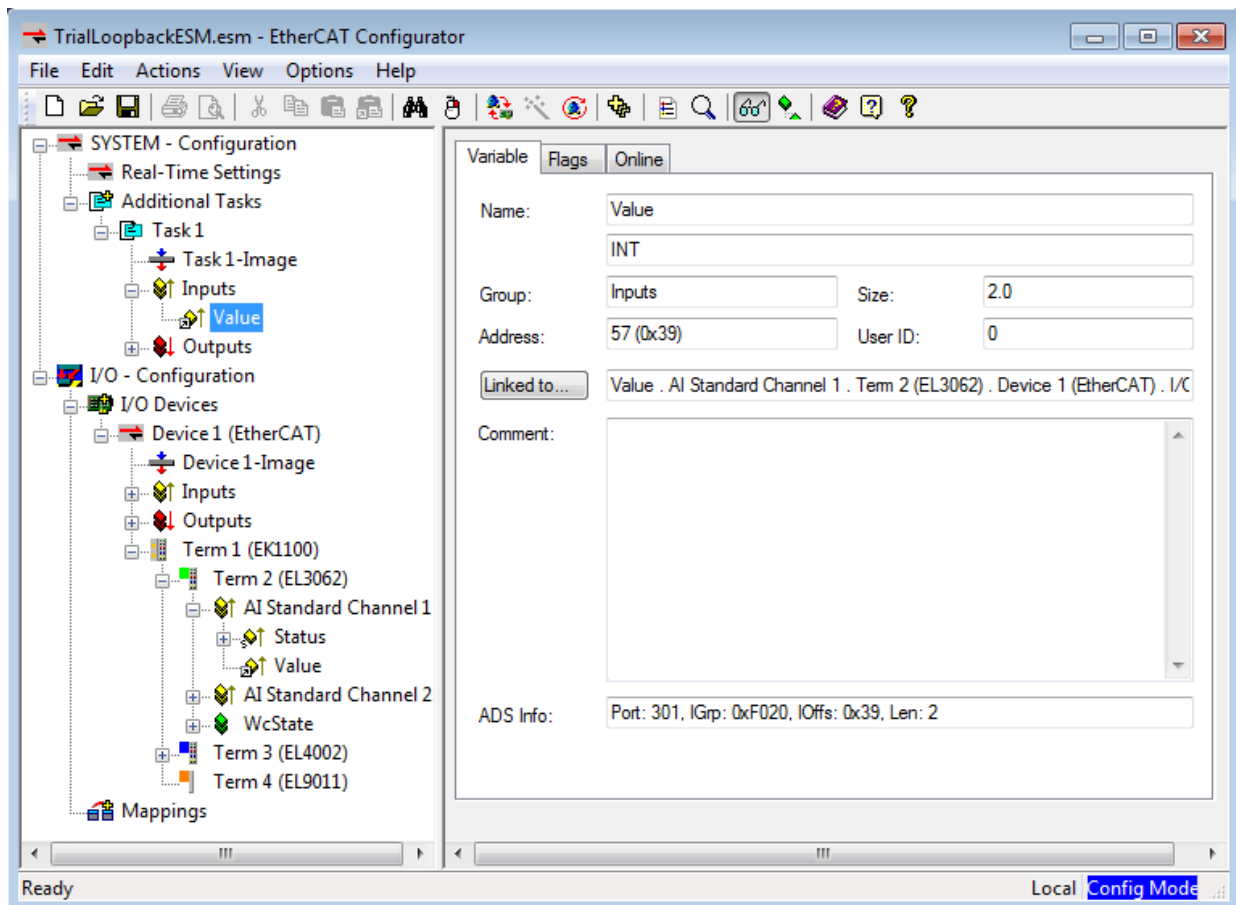 TrialLoopbackESM.esm - EtherCAT Configurator
File Edit Actions View Options Help
SYSTEM - Configuration
Real-Time Settings
Additional Tasks
Task 1
Task 1-Image
Inputs
Value
Outputs
I/O - Configuration
I/O Devices
Device 1 (EtherCAT)
Device 1-Image
Inputs
Outputs
Term 1 (EK1100)
Term 2 (EL3062)
AI Standard Channel 1
Status
Value
AI Standard Channel 2
WcState
Term 3 (EL4002)
Term 4 (EL9011)
Mappings
Variable Flags Online
Name: Value
INT
Group: Inputs Size: 2.0
Address: 57 (0x39) User ID: 0
Linked to... Value . AI Standard Channel 1 . Term 2 (EL3062) . Device 1 (EtherCAT) . I/O
Comment:
ADS Info: Port: 301, IGrp: 0xF020, IOffs: 0x39, Len: 2
Ready Local Config Mode